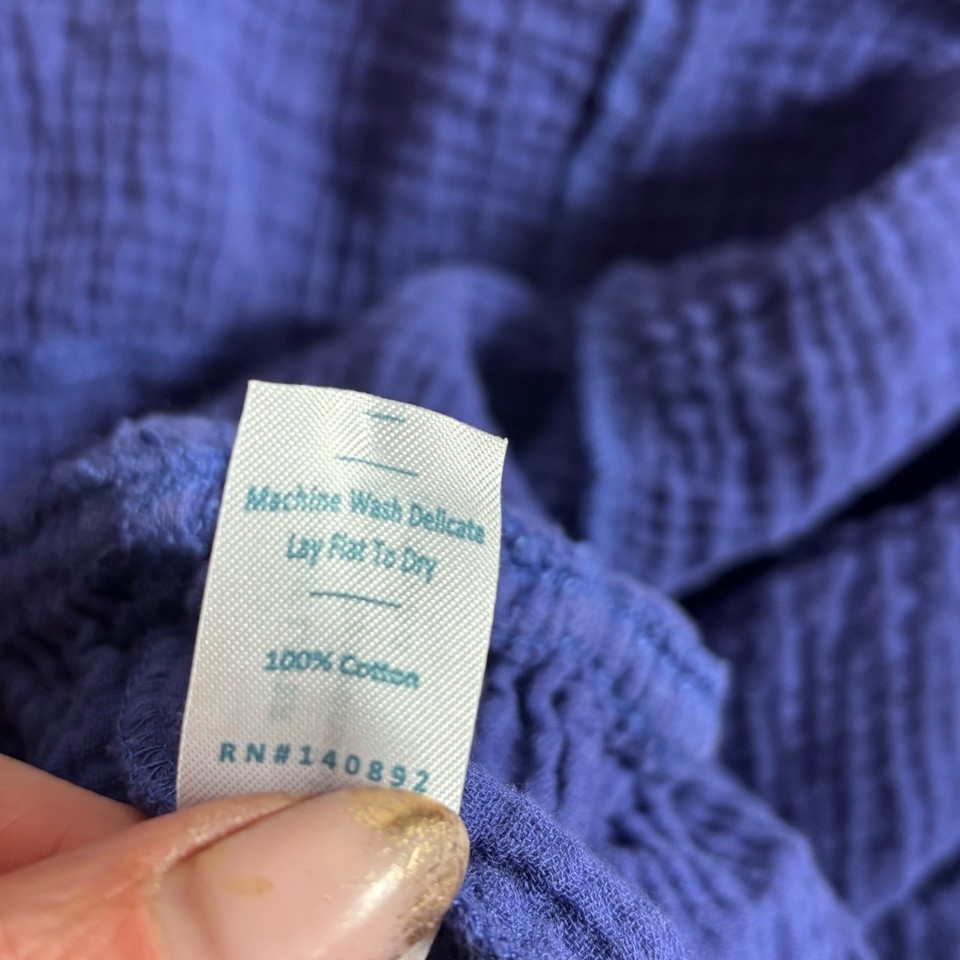 Machine Wash Delicate
Lay Flat To Dry
100% Cotton
RN#140892